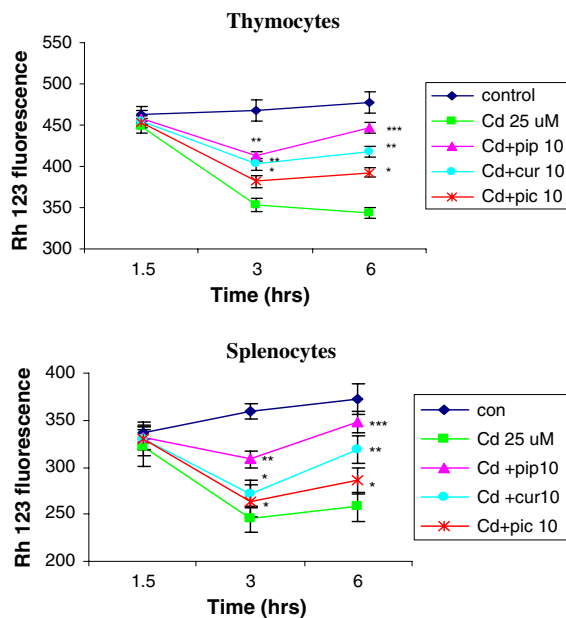 Thymocytes
Rh 123 fluorescence
550
500
450
400
350
300
1.5
3
6
Time (hrs)
**
**
*
***
**
*
control
Cd 25 uM
Cd+pip 10
Cd+cur 10
Cd+pic 10
Splenocytes
Rh 123 fluorescence
400
350
300
250
200
1.5
3
6
Time (hrs)
**
*
*
***
**
*
con
Cd 25 uM
Cd +pip10
Cd +cur10
Cd+pic 10